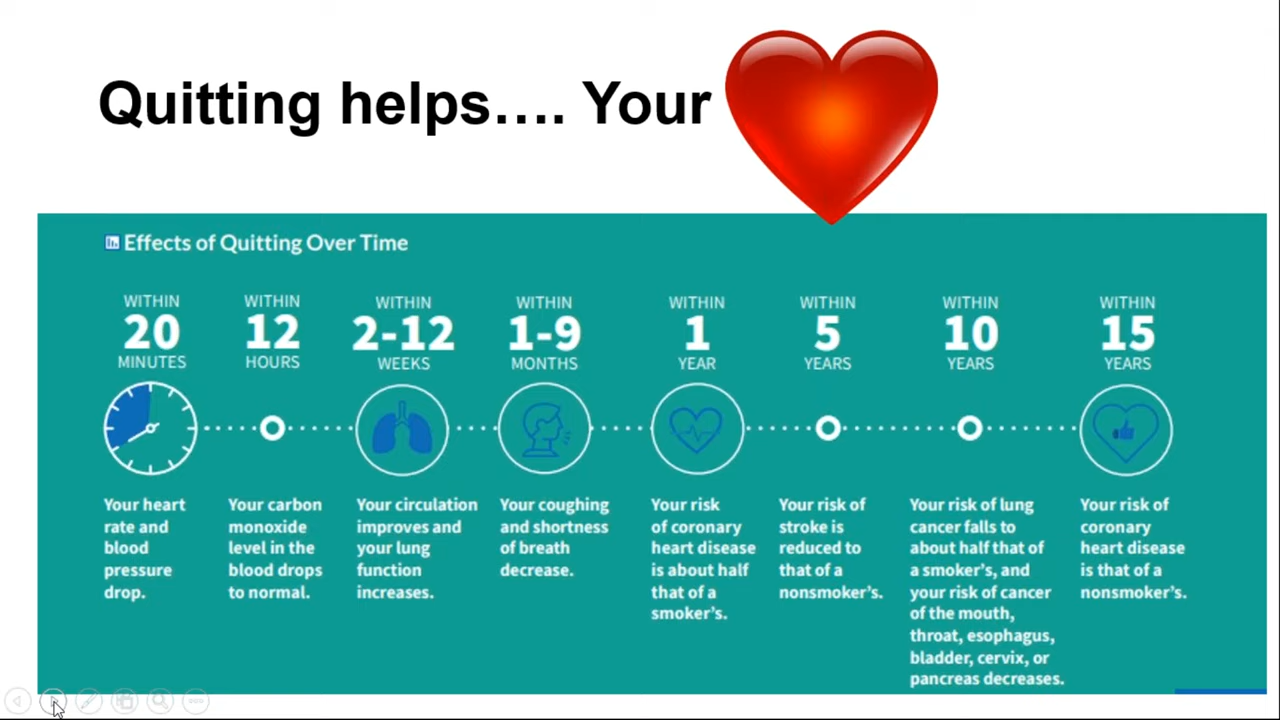 Quitting helps…. Your
Effects of Quitting Over Time
WITHIN
20
MINUTES
Your heart
rate and
blood
pressure
drop.
WITHIN
12
HOURS
Your carbon
monoxide
level in the
blood drops
to normal.
WITHIN
2-12
WEEKS
Your circulation
improves and
your lung
function
increases.
WITHIN
1-9
MONTHS
Your coughing
and shortness
of breath
decrease.
WITHIN
1
YEAR
Your risk
of coronary
heart disease
is about half
that of a
smoker’s.
WITHIN
5
YEARS
Your risk of
stroke is
reduced to
that of a
nonsmoker’s.
WITHIN
10
YEARS
Your risk of lung
cancer falls to
about half that of
a smoker’s, and
your risk of cancer
of the mouth,
throat, esophagus,
bladder, cervix, or
pancreas decreases.
WITHIN
15
YEARS
Your risk of
coronary
heart disease
is that of a
nonsmoker’s.